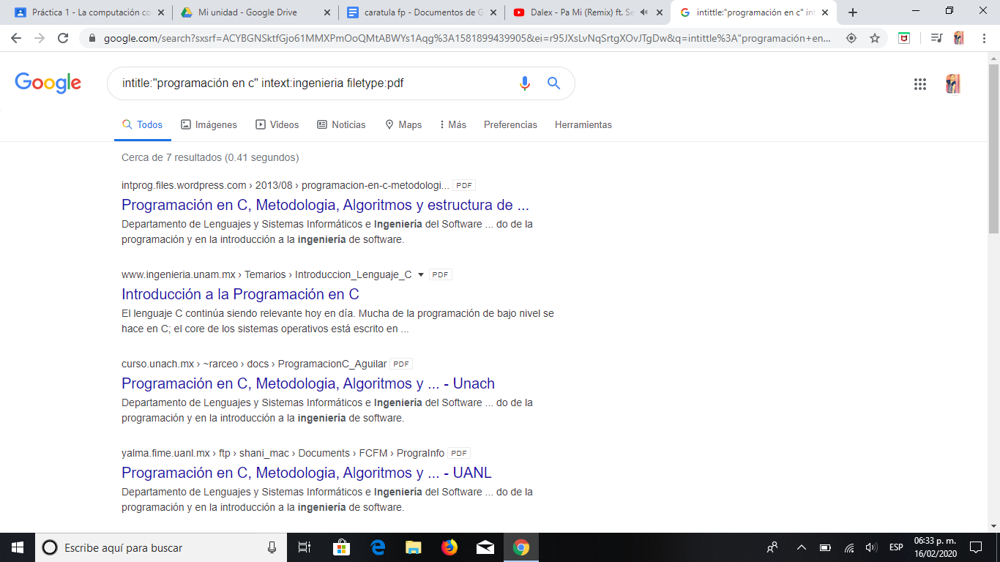 Práctica 1 - La computación co
Mi unidad - Google Drive
caratula fp - Documentos de G
Dalex - Pa Mi (Remix) ft. Se
intittle:"programación en c" int
google.com/search?sxsrf=ACYBGNSktfGjo61MMXPmOoQMtABWYs1Aqg%3A1581899439905&ei=r95JXsLvNqSrtgXOvJTgDw&q=intittle%3A"programación+en...
Google
intitle:"programación en c" intext:ingenieria filetype:pdf
Todos
Imágenes
Videos
Noticias
Maps
Más
Preferencias
Herramientas
Cerca de 7 resultados (0.41 segundos)
intprog.files.wordpress.com › 2013/08 › programacion-en-c-metodologi... PDF
Programación en C, Metodologia, Algoritmos y estructura de ...
Departamento de Lenguajes y Sistemas Informáticos e Ingeniería del Software ... do de la
programación y en la introducción a la ingeniería de software.
www.ingenieria.unam.mx › Temarios › Introduccion_Lenguaje_C PDF
Introducción a la Programación en C
El lenguaje C continúa siendo relevante hoy en día. Mucha de la programación de bajo nivel se
hace en C; el core de los sistemas operativos está escrito en ...
curso.unach.mx › ~rarceo › docs › ProgramacionC_Aguilar PDF
Programación en C, Metodologia, Algoritmos y ... - Unach
Departamento de Lenguajes y Sistemas Informáticos e Ingeniería del Software ... do de la
programación y en la introducción a la ingeniería de software.
yalma.fime.uanl.mx › ftp › shani_mac › Documents › FCFM › PrograInfo PDF
Programación en C, Metodologia, Algoritmos y ... - UANL
Departamento de Lenguajes y Sistemas Informáticos e Ingeniería del Software ... do de la
programación y en la introducción a la ingeniería de software.
Escribe aquí para buscar
ESP
06:33 p. m.
16/02/2020